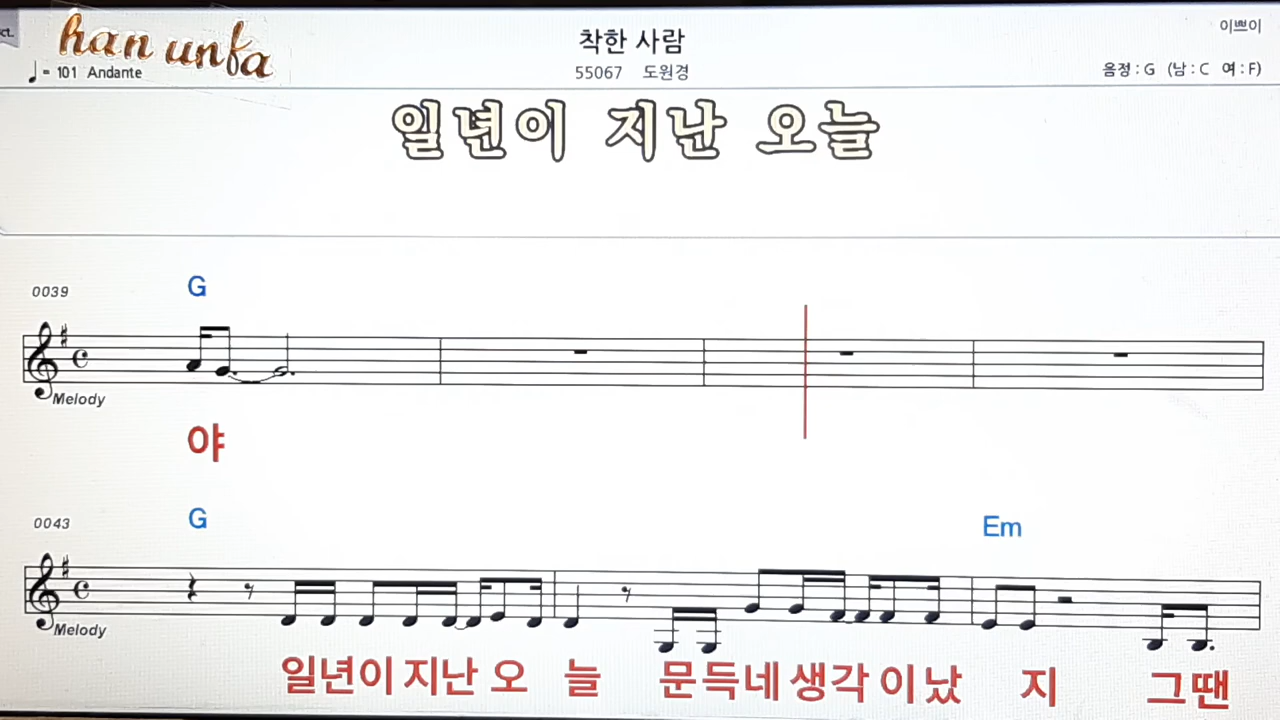 ct.
han unfa
착한 사람
이쁘이
♩= 101 Andante
55067 도원경
음정 : G (남 : C 여 : F)
일년이 지난 오늘
0039
G
Melody
야
0043
G Em
Melody
일년이 지난 오 늘 문득네 생각 이났 지 그땐